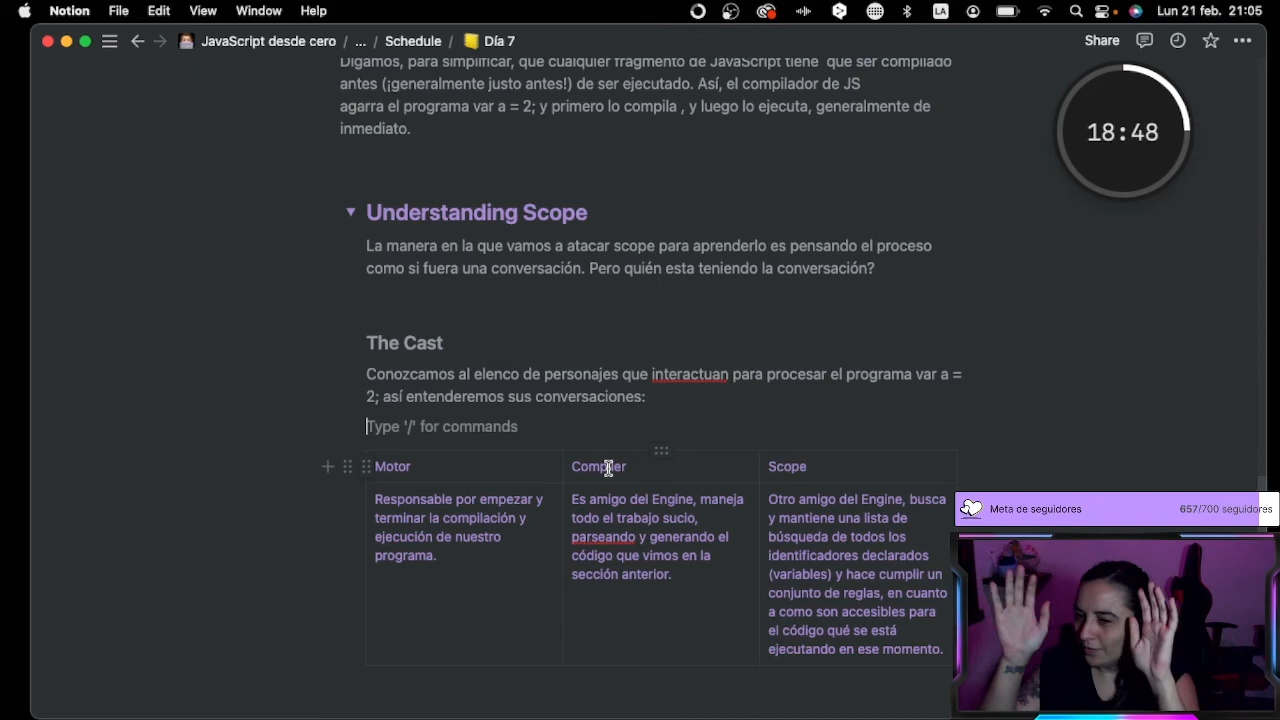 Notion File Edit View Window Help
LA
Lun 21 feb. 21:05
JavaScript desde cero / ... / Schedule / Día 7
Share
Digamos, para simplificar, que cualquier fragmento de JavaScript tiene que ser compilado
antes (¡generalmente justo antes!) de ser ejecutado. Así, el compilador de JS
agarra el programa var a = 2; y primero lo compila , y luego lo ejecuta, generalmente de
inmediato.
18:48
Understanding Scope
La manera en la que vamos a atacar scope para aprenderlo es pensando el proceso
como si fuera una conversación. Pero quién esta teniendo la conversación?
The Cast
Conozcamos al elenco de personajes que interactuan para procesar el programa var a =
2; así entenderemos sus conversaciones:
Type '/' for commands
Motor
Compiler
Scope
Responsable por empezar y
terminar la compilación y
ejecución de nuestro
programa.
Es amigo del Engine, maneja
todo el trabajo sucio,
parseando y generando el
código que vimos en la
sección anterior.
Otro amigo del Engine, busca
y mantiene una lista de
búsqueda de todos los
identificadores declarados
(variables) y hace cumplir un
conjunto de reglas, en cuanto
a como son accesibles para
el código qué se está
ejecutando en ese momento.
Meta de seguidores
657/700 seguidores